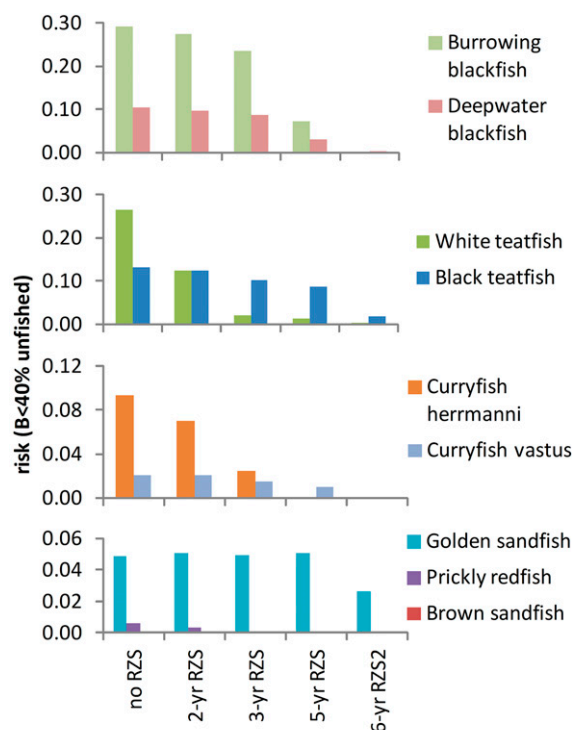 risk (B<40% unfished)
0.30
0.20
0.10
0.00
Burrowing
blackfish
Deepwater
blackfish
0.30
0.20
0.10
0.00
White teatfish
Black teatfish
0.12
0.08
0.04
0.00
Curryfish
herrmanni
Curryfish vastus
0.06
0.04
0.02
0.00
Golden sandfish
Prickly redfish
Brown sandfish
no RZS
2-yr RZS
3-yr RZS
5-yr RZS
6-yr RZS2